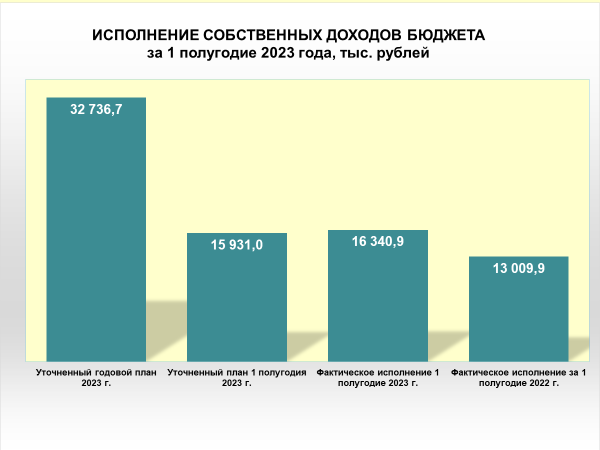 ИСПОЛНЕНИЕ СОБСТВЕННЫХ ДОХОДОВ БЮДЖЕТА
за 1 полугодие 2023 года, тыс. рублей
32 736,7
15 931,0
16 340,9
13 009,9
Уточненный годовой план
2023 г.
Уточненный план 1 полугодия
2023 г.
Фактическое исполнение 1
полугодие 2023 г.
Фактическое исполнение за 1
полугодие 2022 г.